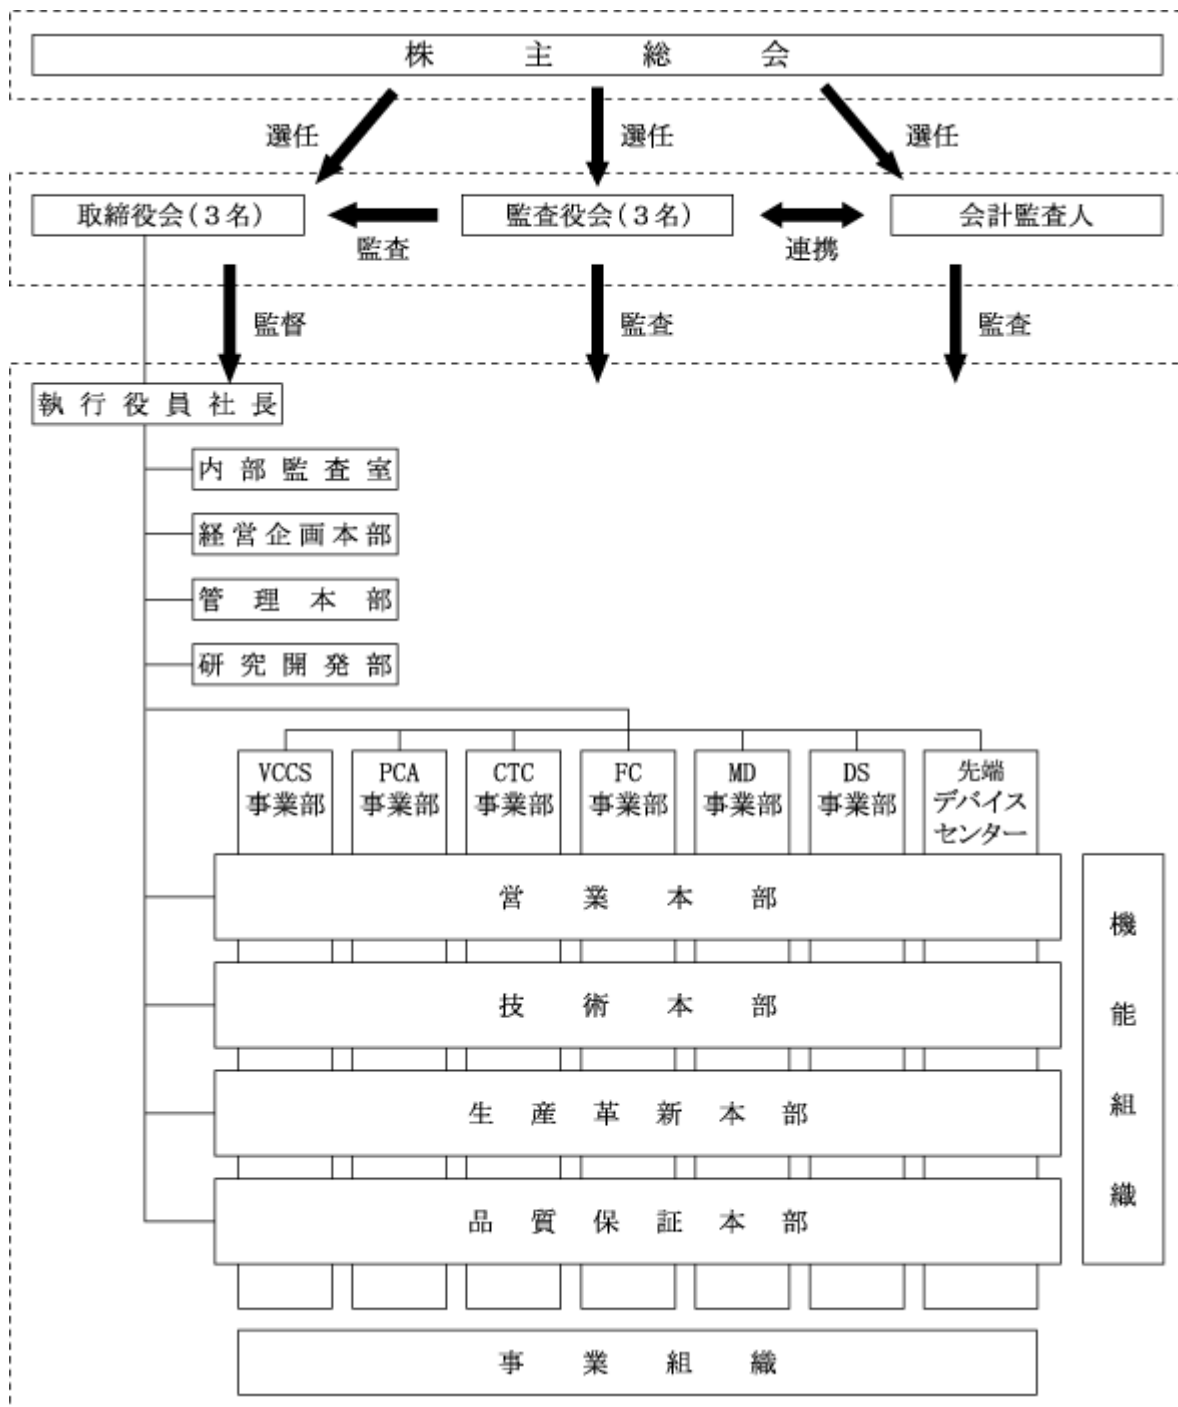 株主総会
選任
選任
選任
取締役会(3名)
監査役会(3名)
会計監査人
監査
連携
監督
監査
監査
執行役員社長
内部監査室
経営企画本部
管理本部
研究開発部
VCCS
事業部
PCA
事業部
CTC
事業部
FC
事業部
MD
事業部
DS
事業部
先端
デバイス
センター
営業本部
技術本部
生産革新本部
品質保証本部
機能組織
事業組織